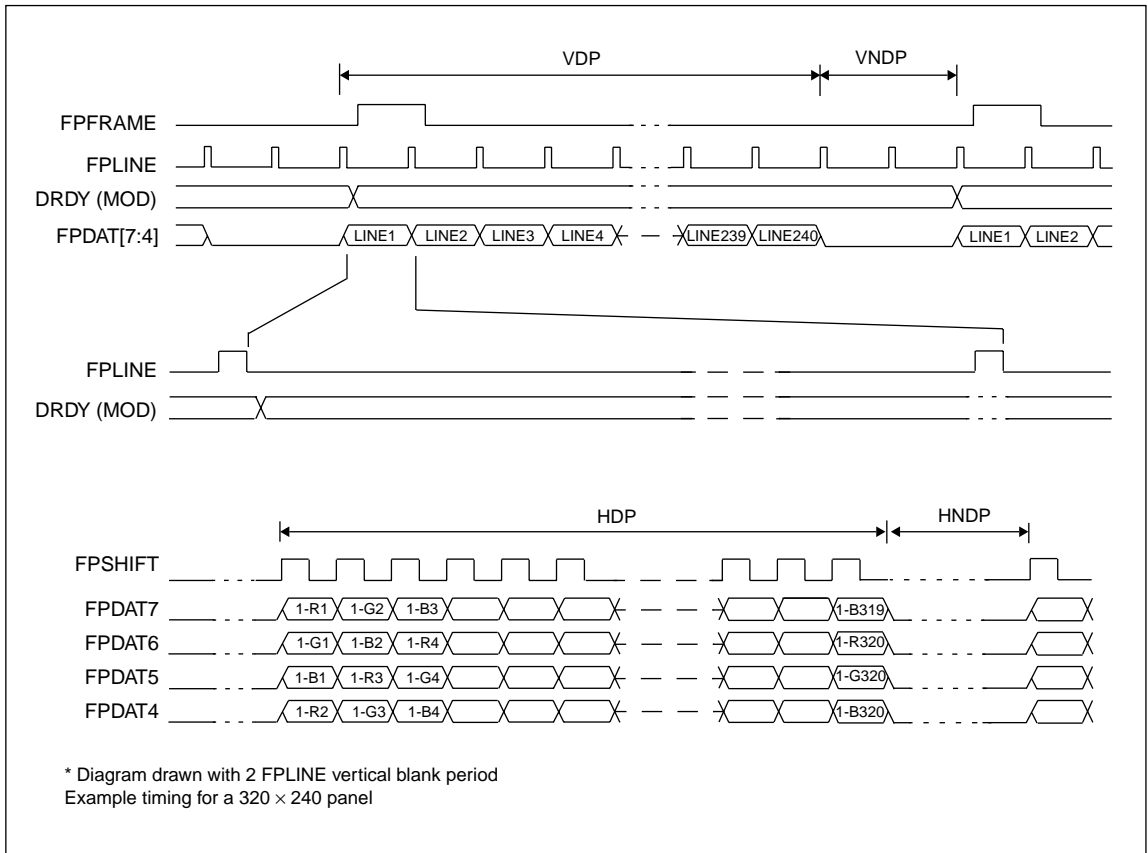 VDP VNDP
FPFRAME
FPLINE
DRDY (MOD)
FPDAT[7:4] LINE1 LINE2 LINE3 LINE4 LINE239 LINE240 LINE1 LINE2
FPLINE
DRDY (MOD)
HDP HNDP
FPSHIFT
FPDAT7 1-R1 1-G2 1-B3 1-B319
FPDAT6 1-G1 1-B2 1-R4 1-R320
FPDAT5 1-B1 1-R3 1-G4 1-G320
FPDAT4 1-R2 1-G3 1-B4 1-B320
* Diagram drawn with 2 FPLINE vertical blank period
Example timing for a 320 × 240 panel